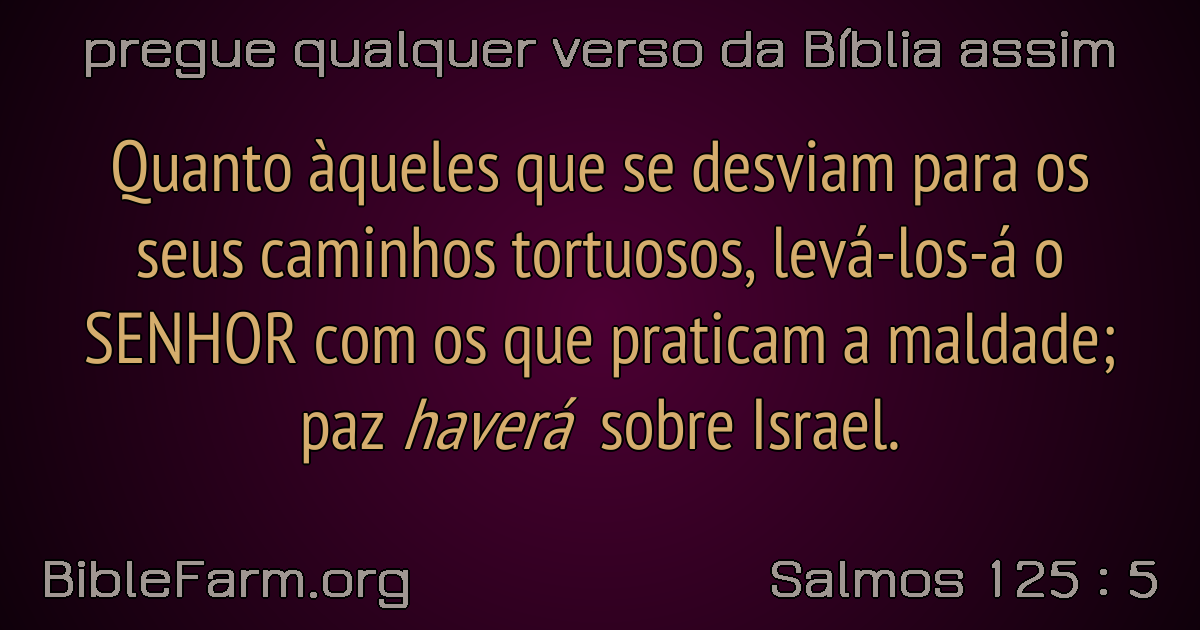 pregue qualquer verso da Bíblia assim
Quanto àqueles que se desviam para os
seus caminhos tortuosos, levá-los-á o
SENHOR com os que praticam a maldade;
paz haverá sobre Israel.
BibleFarm.org
Salmos 125 : 5